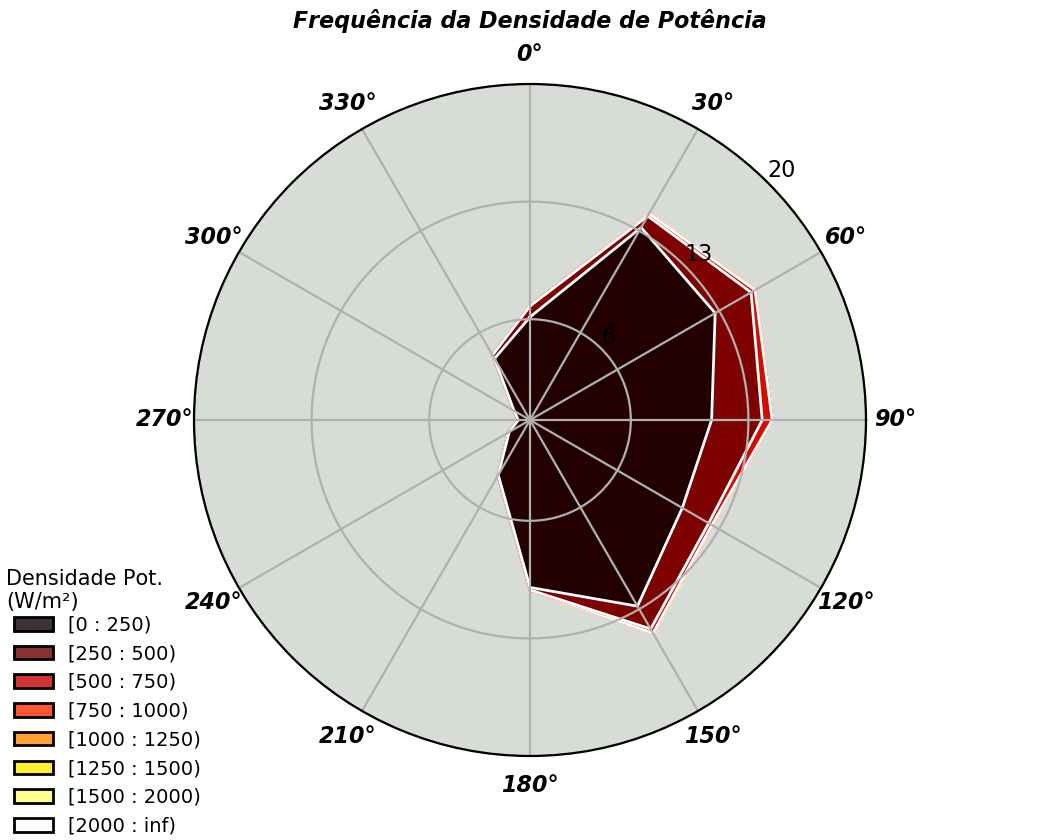 Frequência da Densidade de Potência
0°
330°
30°
20
300°
60°
13
6
270°
90°
240°
120°
210°
150°
180°
Densidade Pot.
(W/m²)
[0 : 250)
[250 : 500)
[500 : 750)
[750 : 1000)
[1000 : 1250)
[1250 : 1500)
[1500 : 2000)
[2000 : inf)